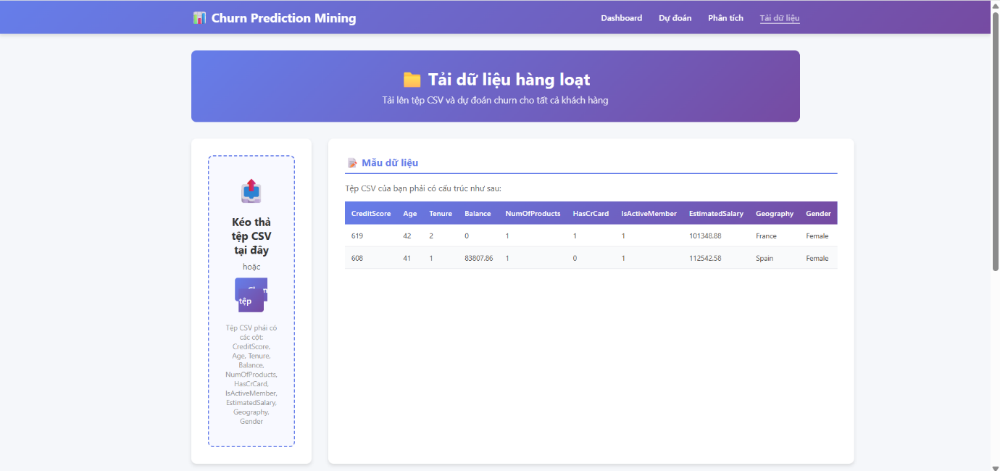 Churn Prediction Mining
Dashboard Dự đoán Phân tích Tải dữ liệu
Tải dữ liệu hàng loạt
Tải lên tệp CSV và dự đoán churn cho tất cả khách hàng
Kéo thả
tệp CSV
tại đây
hoặc
tệp
Tệp CSV phải có
các cột:
CreditScore,
Age, Tenure,
Balance,
NumOfProducts,
HasCrCard,
IsActiveMember,
EstimatedSalary,
Geography,
Gender
Mẫu dữ liệu
Tệp CSV của bạn phải có cấu trúc như sau:
CreditScore Age Tenure Balance NumOfProducts HasCrCard IsActiveMember EstimatedSalary Geography Gender
619 42 2 0 1 1 1 101348.88 France Female
608 41 1 83807.86 1 0 1 112542.58 Spain Female